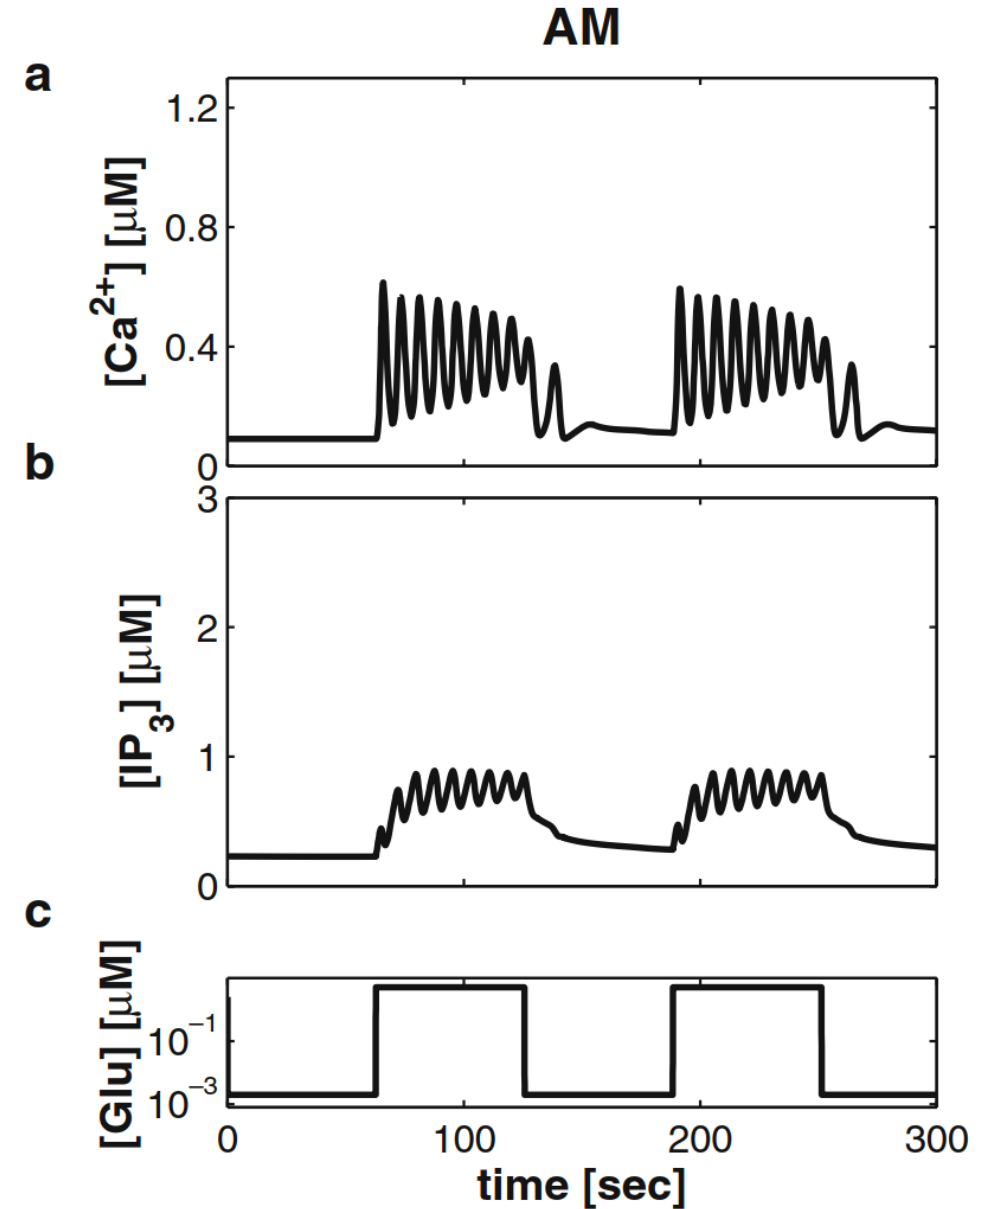 AM
a
[Ca²⁺] [μM]
1.2
0.8
0.4
0
b
[IP₃] [μM]
3
2
1
0
c
[Glu] [μM]
10⁻¹
10⁻³
0 100 200 300
time [sec]